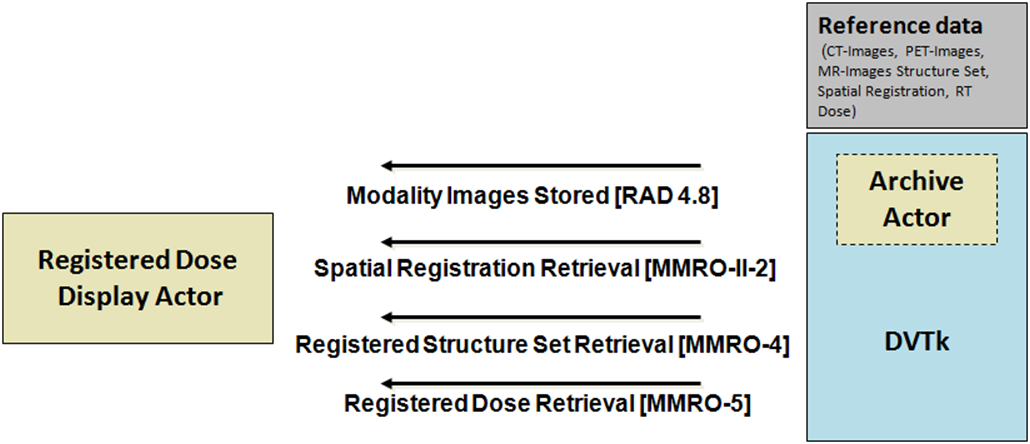 Reference data
(CT-Images, PET-Images,
MR-Images Structure Set,
Spatial Registration, RT
Dose)
Archive
Actor
Modality Images Stored [RAD 4.8]
Registered Dose
Display Actor
Spatial Registration Retrieval [MMRO-II-2]
Registered Structure Set Retrieval [MMRO-4]
DVTk
Registered Dose Retrieval [MMRO-5]